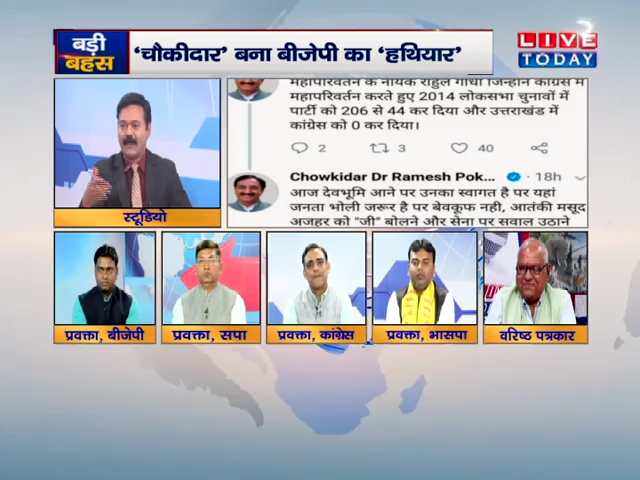 बड़ी
बहस
‘चौकीदार’ बना बीजेपी का ‘हथियार’
LIVE
TODAY
महापरिवर्तन के नायक राहुल गांधी जिन्होंने कांग्रेस में
महापरिवर्तन करते हुए 2014 लोकसभा चुनावों में
पार्टी को 206 से 44 कर दिया और उत्तराखंड में
कांग्रेस को 0 कर दिया।
2 3 40
Chowkidar Dr Ramesh Pok... · 18h
आज देवभूमि आने पर उनका स्वागत है पर यहां
जनता भोली जरूर है पर बेवकूफ नही, आतंकी मसूद
अजहर को "जी" बोलने और सेना पर सवाल उठाने
स्टूडियो
प्रवक्ता, बीजेपी
प्रवक्ता, सपा
प्रवक्ता, कांग्रेस
प्रवक्ता, भासपा
वरिष्ठ पत्रकार